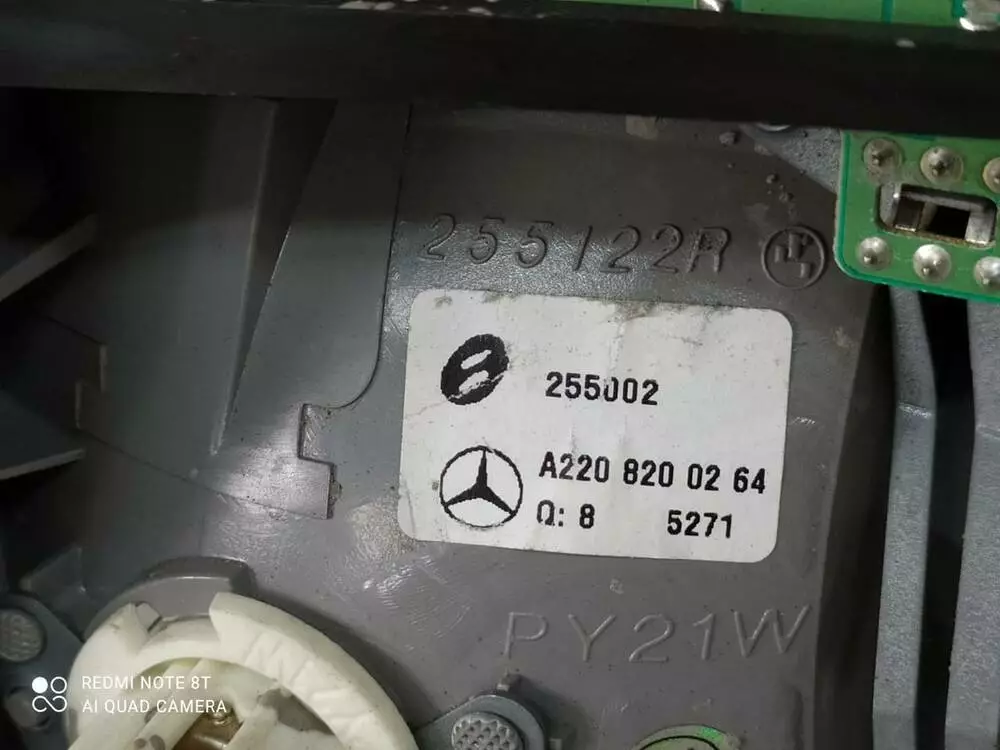 255122R
255002
A220 820 02 64
Q: 8 5271
PY21W
REDMI NOTE 8T
AI QUAD CAMERA